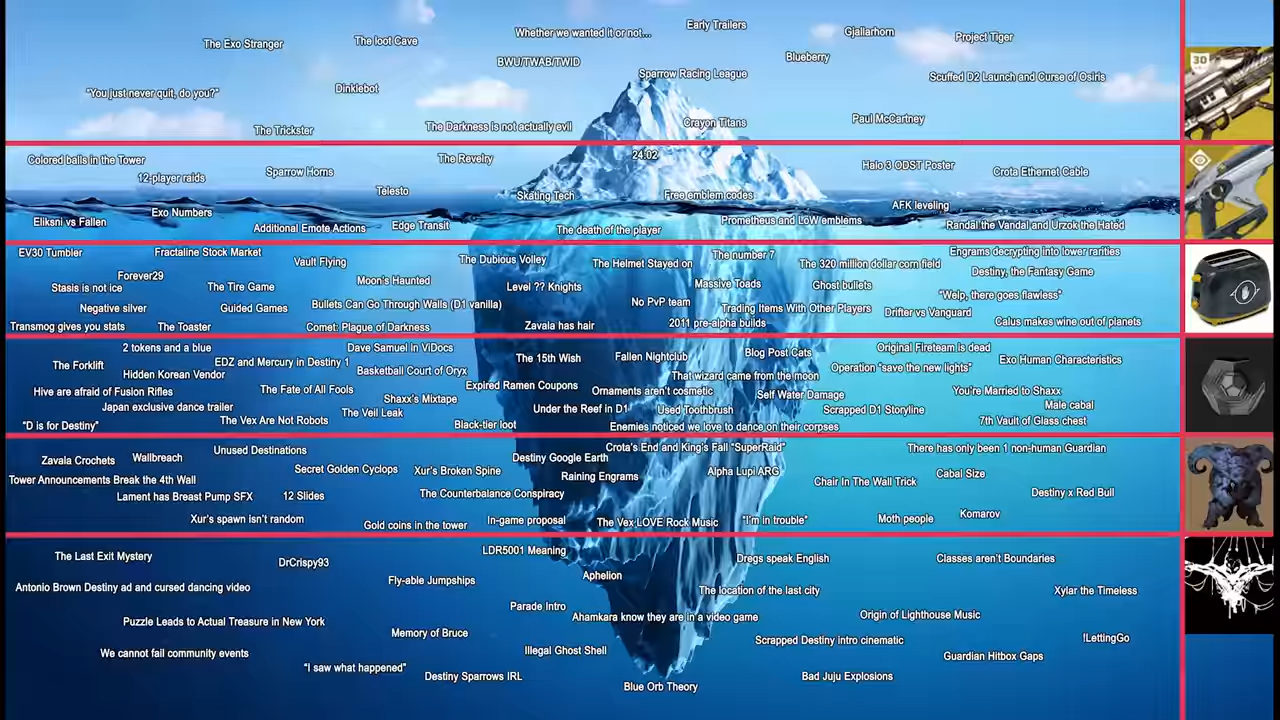 Early Trailers
Whether we wanted it or not...
Gjallarhorn
The Exo Stranger
The loot Cave
Project Tiger
BWU/TWAB/TWID
Blueberry
Sparrow Racing League
Scuffed D2 Launch and Curse of Osiris
"You just never quit, do you?"
Dinklebot
The Trickster
The Darkness is not actually evil
Crayon Titans
Paul McCartney
30
Colored balls in the Tower
The Revelry
24:02
Halo 3 ODST Poster
12-player raids
Sparrow Horns
Crota Ethernet Cable
Telesto
Skating Tech
Free emblem codes
AFK leveling
Eliksni vs Fallen
Exo Numbers
Additional Emote Actions
Edge Transit
The death of the player
Prometheus and LoW emblems
Randal the Vandal and Urzok the Hated
EV30 Tumbler
Fractaline Stock Market
Vault Flying
The Dubious Volley
The Helmet Stayed on
The number 7
The 320 million dollar corn field
Engrams decrypting into lower rarities
Forever29
Destiny, the Fantasy Game
Stasis is not ice
The Tire Game
Moon's Haunted
Level ?? Knights
Massive Toads
Ghost bullets
"Welp, there goes flawless"
Negative silver
Guided Games
Bullets Can Go Through Walls (D1 vanilla)
No PvP team
Trading Items With Other Players
Drifter vs Vanguard
Transmog gives you stats
The Toaster
Comet: Plague of Darkness
Zavala has hair
2011 pre-alpha builds
Calus makes wine out of planets
2 tokens and a blue
Dave Samuel in ViDocs
The 15th Wish
Fallen Nightclub
Blog Post Cats
Original Fireteam is dead
The Forklift
EDZ and Mercury in Destiny 1
Exo Human Characteristics
Hidden Korean Vendor
Basketball Court of Oryx
That wizard came from the moon
Operation "save the new lights"
Hive are afraid of Fusion Rifles
The Fate of All Fools
Expired Ramen Coupons
Ornaments aren't cosmetic
Self Water Damage
You're Married to Shaxx
Japan exclusive dance trailer
Shaxx's Mixtape
The Veil Leak
Under the Reef in D1
Used Toothbrush
Scrapped D1 Storyline
Male cabal
"D is for Destiny"
The Vex Are Not Robots
Black-tier loot
Enemies noticed we love to dance on their corpses
7th Vault of Glass chest
Zavala Crochets
Wallbreach
Unused Destinations
Destiny Google Earth
Crota's End and King's Fall "SuperRaid"
There has only been 1 non-human Guardian
Tower Announcements Break the 4th Wall
Secret Golden Cyclops
Xur's Broken Spine
Raining Engrams
Alpha Lupi ARG
Chair In The Wall Trick
Cabal Size
Lament has Breast Pump SFX
12 Slides
The Counterbalance Conspiracy
Destiny x Red Bull
Xur's spawn isn't random
Gold coins in the tower
In-game proposal
The Vex LOVE Rock Music
"I'm in trouble"
Moth people
Komarov
The Last Exit Mystery
DrCrispy93
LDR5001 Meaning
Dregs speak English
Classes aren't Boundaries
Antonio Brown Destiny ad and cursed dancing video
Fly-able Jumpships
Aphelion
The location of the last city
Xylar the Timeless
Parade Intro
Puzzle Leads to Actual Treasure in New York
Memory of Bruce
Ahamkara know they are in a video game
Origin of Lighthouse Music
Scrapped Destiny intro cinematic
!LettingGo
We cannot fail community events
"I saw what happened"
Illegal Ghost Shell
Guardian Hitbox Gaps
Destiny Sparrows IRL
Blue Orb Theory
Bad Juju Explosions